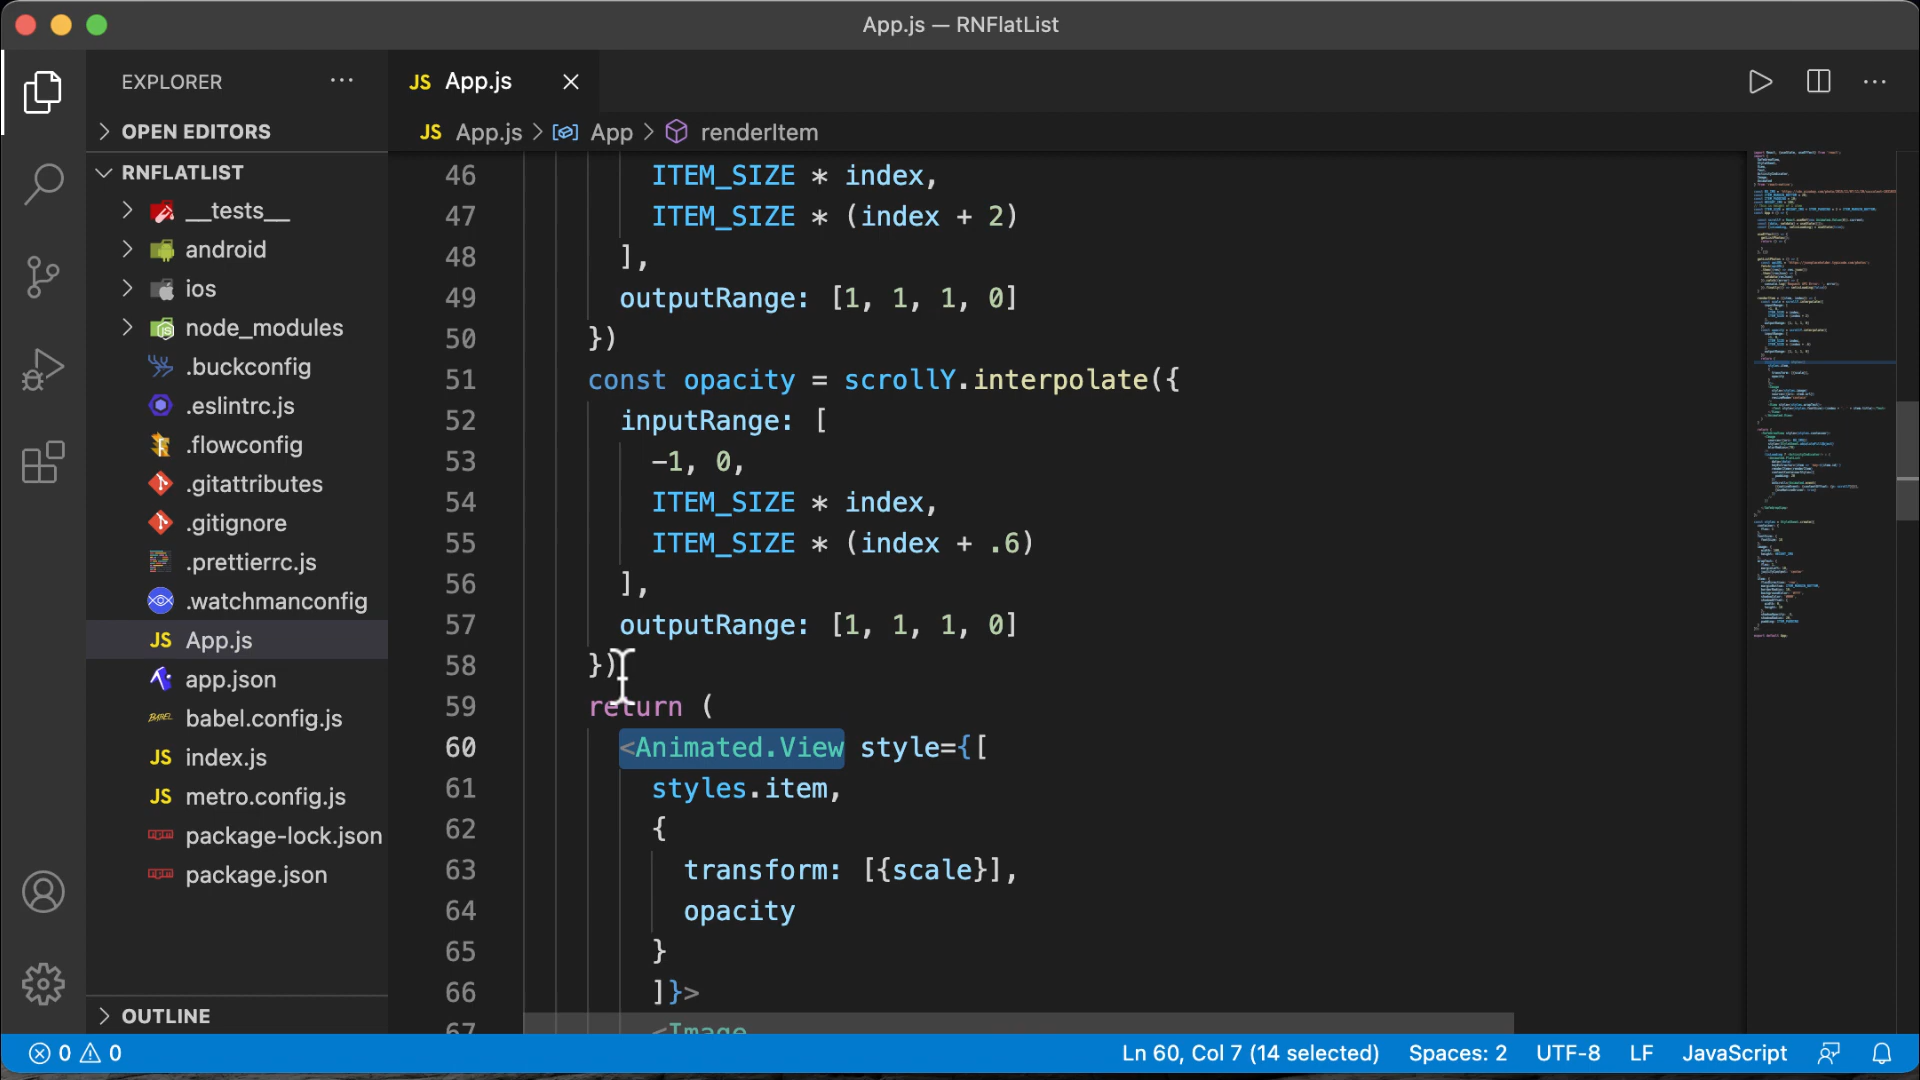 App.js — RNFlatList
EXPLORER
···
OPEN EDITORS
RNFLATLIST
__tests__
android
ios
node_modules
.buckconfig
.eslintrc.js
.flowconfig
.gitattributes
.gitignore
.prettierrc.js
.watchmanconfig
JS App.js
app.json
babel.config.js
JS index.js
JS metro.config.js
package-lock.json
package.json
OUTLINE
JS App.js
JS App.js > App > renderItem
46 ITEM_SIZE * index,
47 ITEM_SIZE * (index + 2)
48 ],
49 outputRange: [1, 1, 1, 0]
50 })
51 const opacity = scrollY.interpolate({
52 inputRange: [
53 -1, 0,
54 ITEM_SIZE * index,
55 ITEM_SIZE * (index + .6)
56 ],
57 outputRange: [1, 1, 1, 0]
58 })
59 return (
60 <Animated.View style={[
61 styles.item,
62 {
63 transform: [{scale}],
64 opacity
65 }
66 ]}>
67 <Image
0 0
Ln 60, Col 7 (14 selected) Spaces: 2 UTF-8 LF JavaScript